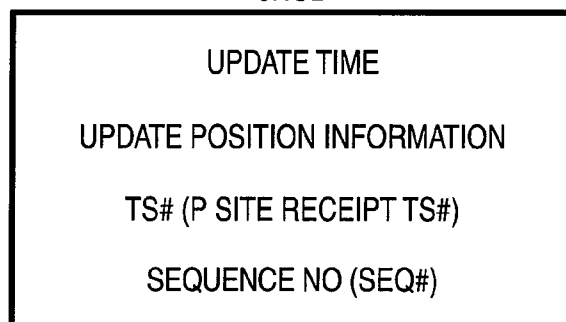 UPDATE TIME
UPDATE POSITION INFORMATION
TS# (P SITE RECEIPT TS#)
SEQUENCE NO (SEQ#)